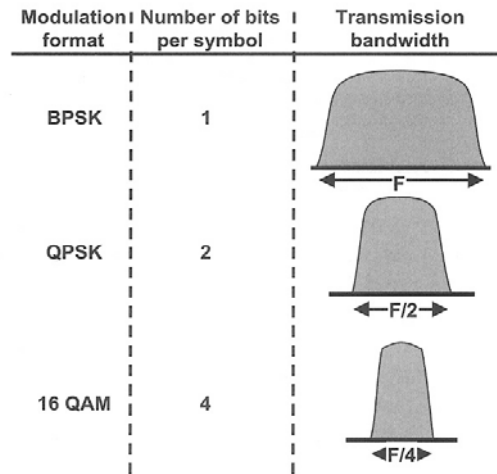 Modulation format
Number of bits per symbol
Transmission bandwidth
BPSK
1
F
QPSK
2
F/2
16 QAM
4
F/4